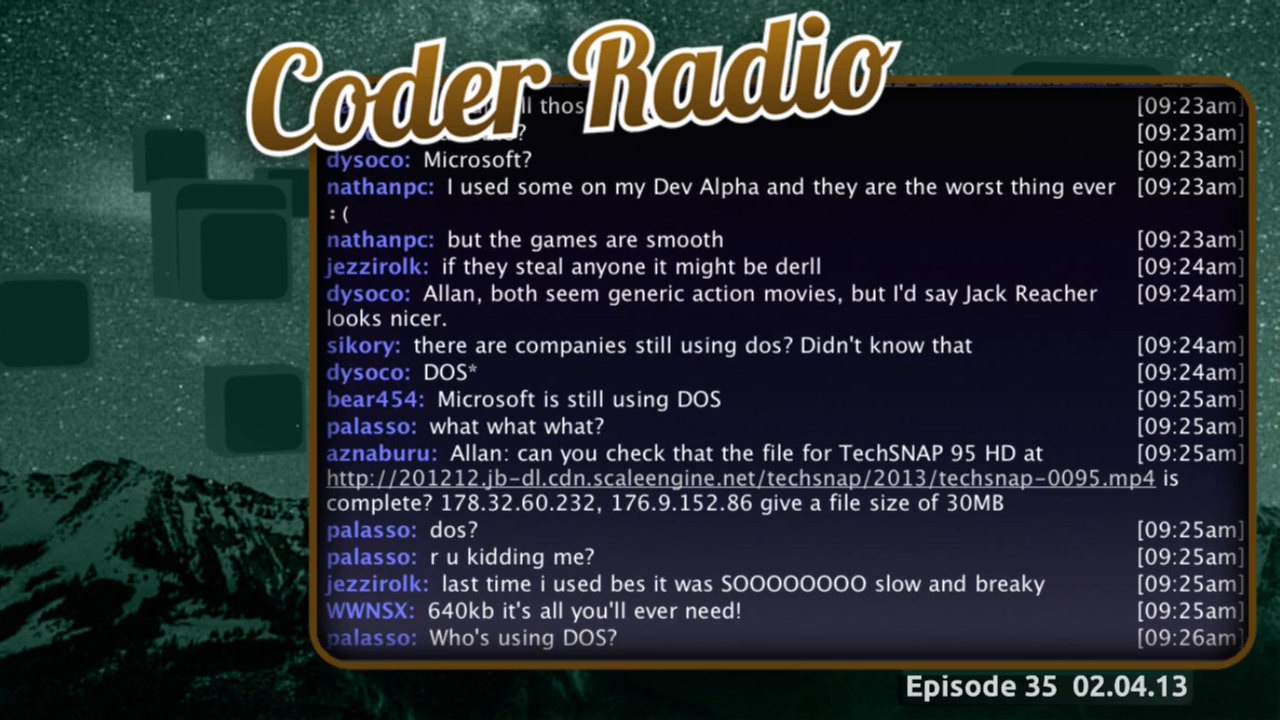 Coder Radio
ll thos [09:23am]
? [09:23am]
dysoco: Microsoft? [09:23am]
nathanpc: I used some on my Dev Alpha and they are the worst thing ever [09:23am]
:(
nathanpc: but the games are smooth [09:23am]
jezzirolk: if they steal anyone it might be derll [09:24am]
dysoco: Allan, both seem generic action movies, but I'd say Jack Reacher [09:24am]
looks nicer.
sikory: there are companies still using dos? Didn't know that [09:24am]
dysoco: DOS* [09:24am]
bear454: Microsoft is still using DOS [09:25am]
palasso: what what what? [09:25am]
aznaburu: Allan: can you check that the file for TechSNAP 95 HD at [09:25am]
http://201212.jb-dl.cdn.scaleengine.net/techsnap/2013/techsnap-0095.mp4 is
complete? 178.32.60.232, 176.9.152.86 give a file size of 30MB
palasso: dos? [09:25am]
palasso: r u kidding me? [09:25am]
jezzirolk: last time i used bes it was SOOOOOOOO slow and breaky [09:25am]
WWNSX: 640kb it's all you'll ever need! [09:25am]
palasso: Who's using DOS? [09:26am]
Episode 35 02.04.13